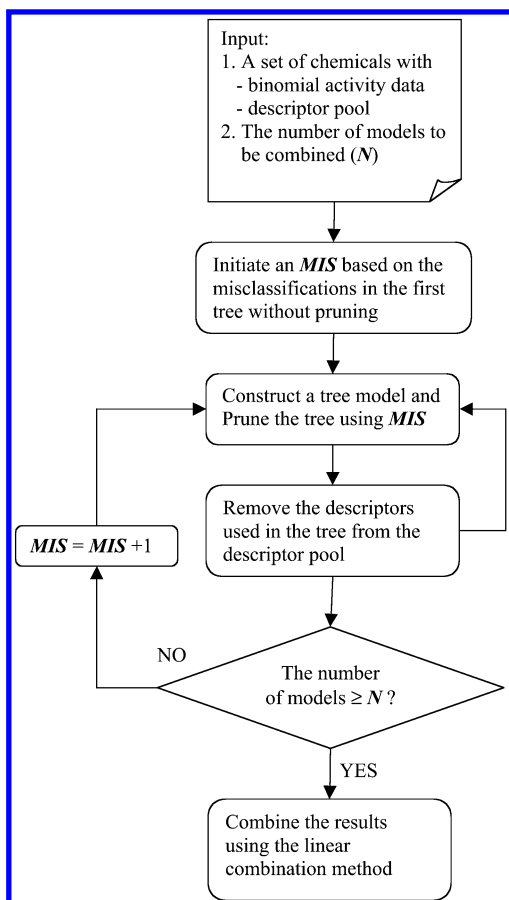 Input:
1. A set of chemicals with
- binomial activity data
- descriptor pool
2. The number of models to
be combined (N)
Initiate an MIS based on the
misclassifications in the first
tree without pruning
Construct a tree model and
Prune the tree using MIS
Remove the descriptors
used in the tree from the
descriptor pool
MIS = MIS +1
NO
The number
of models ≥ N ?
YES
Combine the results
using the linear
combination method